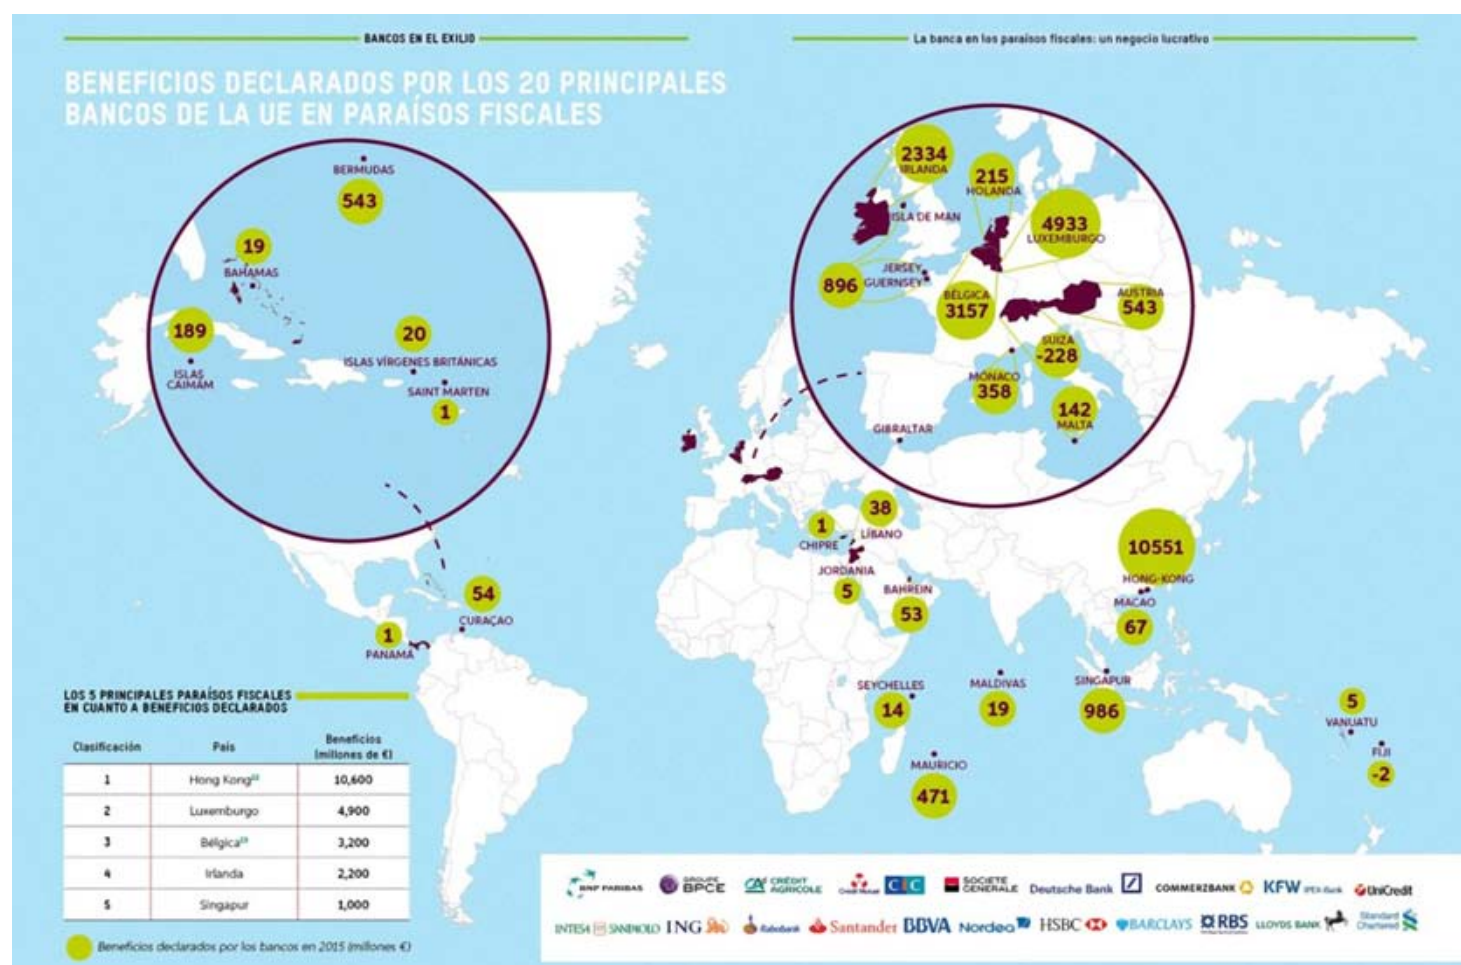 BANCOS EN EL EXILIO
La banca en los paraísos fiscales: un negocio lucrativo
BENEFICIOS DECLARADOS POR LOS 20 PRINCIPALES
BANCOS DE LA UE EN PARAÍSOS FISCALES
BERMUDAS
543
19
BAHAMAS
189
ISLAS
CAIMÁM
20
ISLAS VÍRGENES BRITÁNICAS
SAINT MARTEN
1
2334
IRLANDA
215
HOLANDA
ISLA DE MAN
4933
LUXEMBURGO
JERSEY
GUERNSEY
896
BÉLGICA
3157
AUSTRIA
543
SUIZA
-228
MÓNACO
358
142
MALTA
GIBRALTAR
54
CURAÇAO
1
PANAMÁ
1
CHIPRE
38
LÍBANO
JORDANIA
5
BAHREIN
53
10551
HONG-KONG
MACAO
67
SEYCHELLES
14
MALDIVAS
19
SINGAPUR
986
MAURICIO
471
5
VANUATU
FIJI
-2
LOS 5 PRINCIPALES PARAÍSOS FISCALES
EN CUANTO A BENEFICIOS DECLARADOS
Clasificación País Beneficios (millones de €)
1 Hong Kong 10,600
2 Luxemburgo 4,900
3 Bélgica 3,200
4 Irlanda 2,200
5 Singapur 1,000
Beneficios declarados por los bancos en 2015 (millones €)
BNP PARIBAS GROUPE BPCE CRÉDIT AGRICOLE Crédit Mutuel CIC SOCIETE GENERALE Deutsche Bank COMMERZBANK KFW IPEX-Bank UniCredit
INTESA SANPAOLO ING Rabobank Santander BBVA Nordea HSBC BARCLAYS RBS LLOYDS BANK Standard Chartered